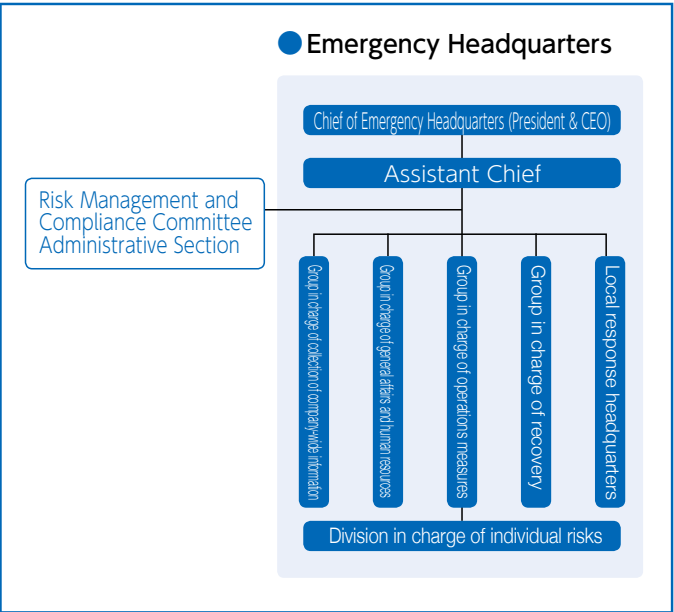 Emergency Headquarters
Chief of Emergency Headquarters (President & CEO)
Assistant Chief
Risk Management and
Compliance Committee
Administrative Section
Group in charge of collection of company-wide information
Group in charge of general affairs and human resources
Group in charge of operations measures
Group in charge of recovery
Local response headquarters
Division in charge of individual risks